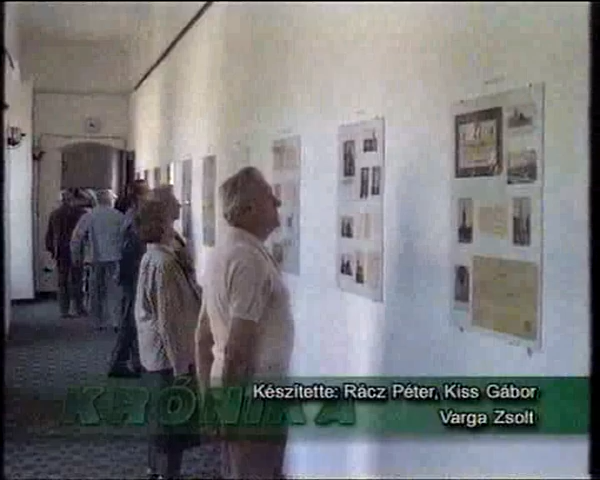 KRÓNIKA
Készítette: Rácz Péter, Kiss Gábor
Varga Zsolt